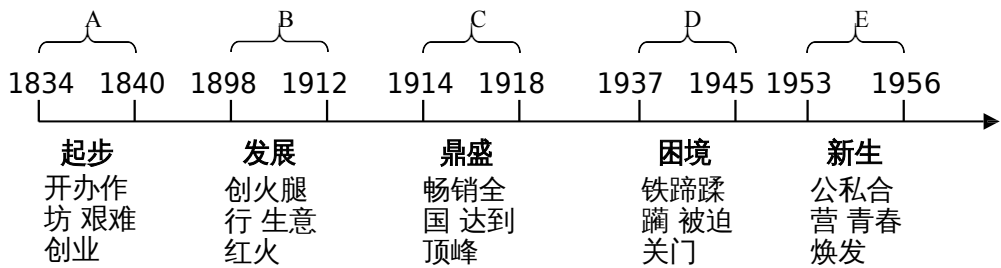 A B C D E
1834 1840 1898 1912 1914 1918 1937 1945 1953 1956
起步 发展 鼎盛 困境 新生
开办作 创火腿 畅销全 铁蹄蹂 公私合
坊 艰难 行 生意 国 达到 躏 被迫 营 青春
创业 红火 顶峰 关门 焕发